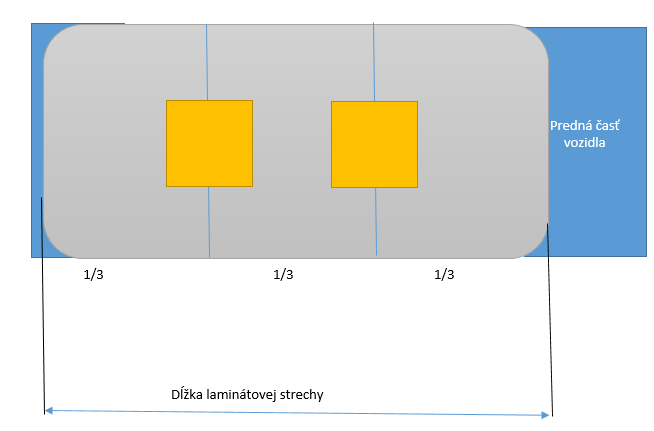 Predná časť
vozidla
1/3
1/3
1/3
Dĺžka laminátovej strechy